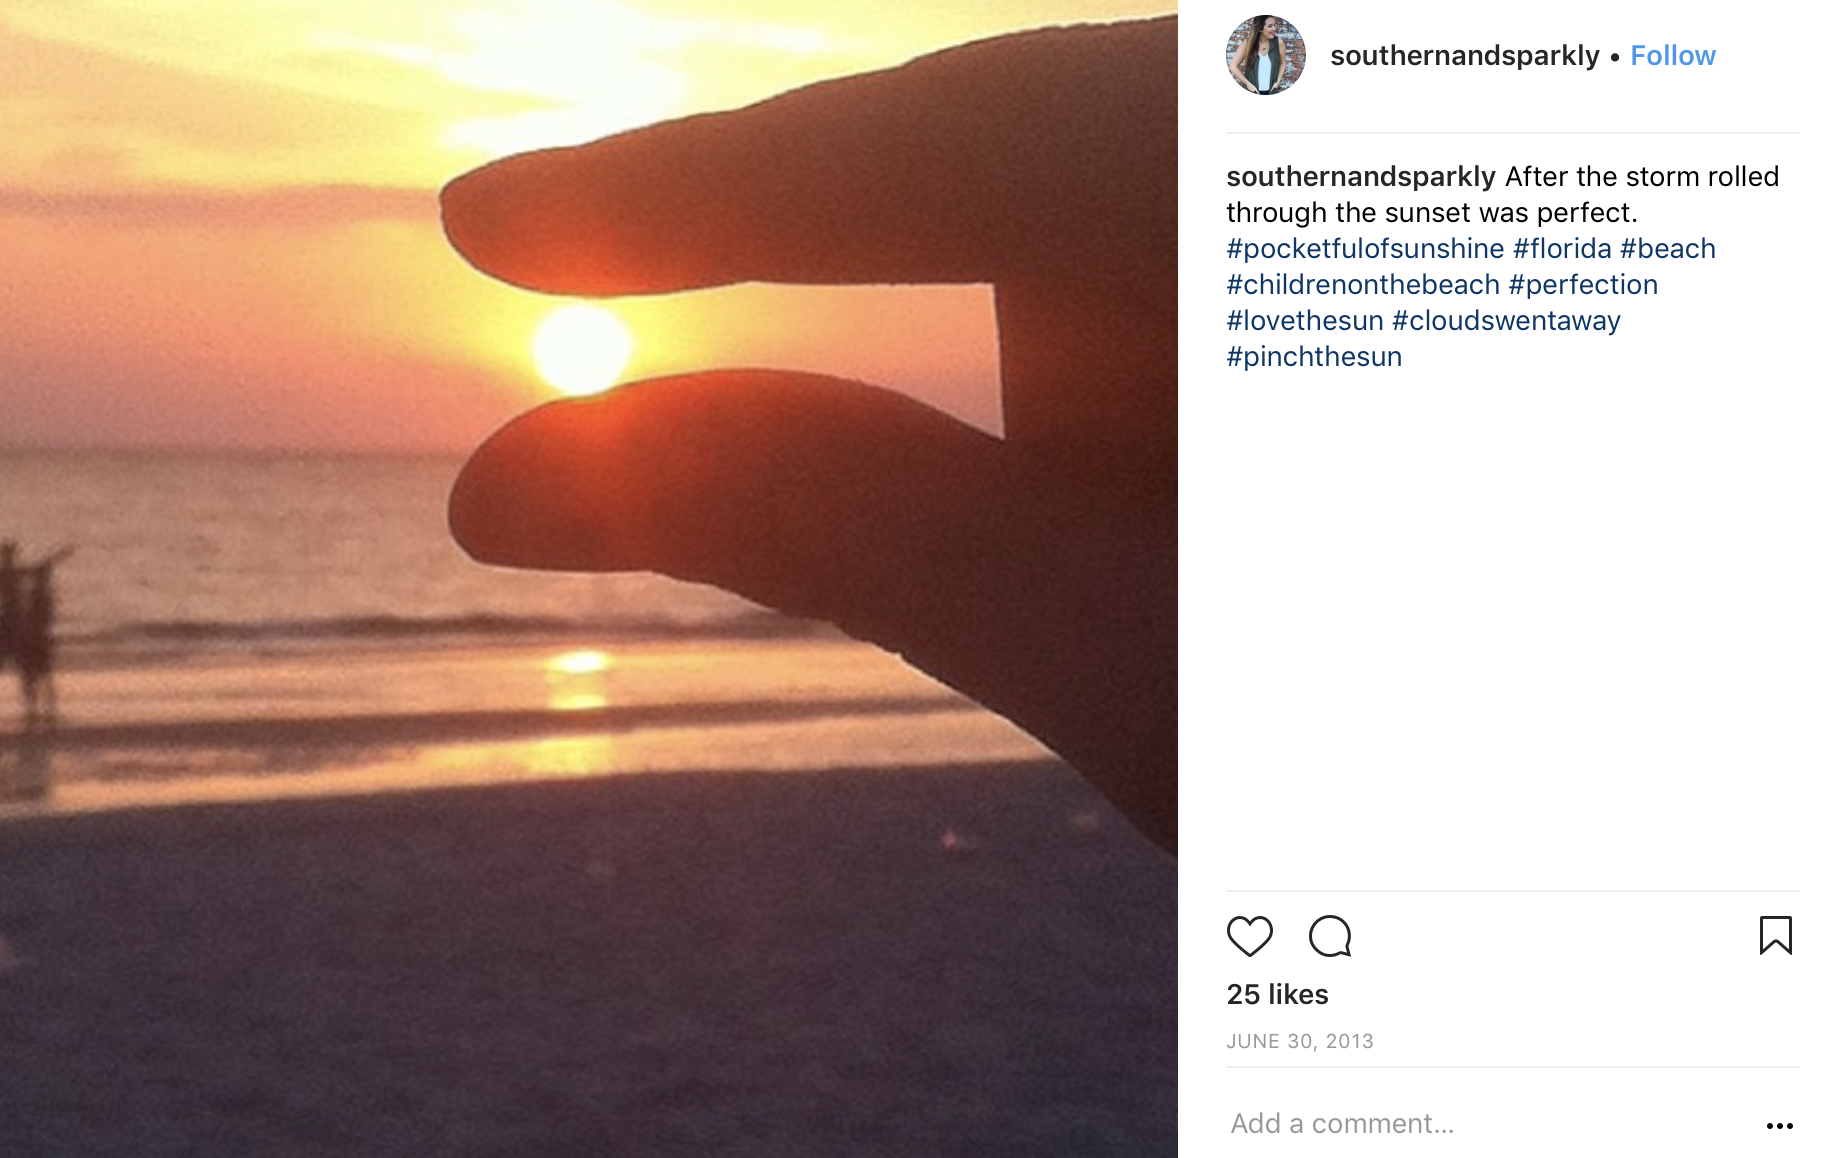 southernandsparkly • Follow
southernandsparkly After the storm rolled
through the sunset was perfect.
#pocketfulofsunshine #florida #beach
#childrenonthebeach #perfection
#lovethesun #cloudswentaway
#pinchthesun
25 likes
JUNE 30, 2013
Add a comment...